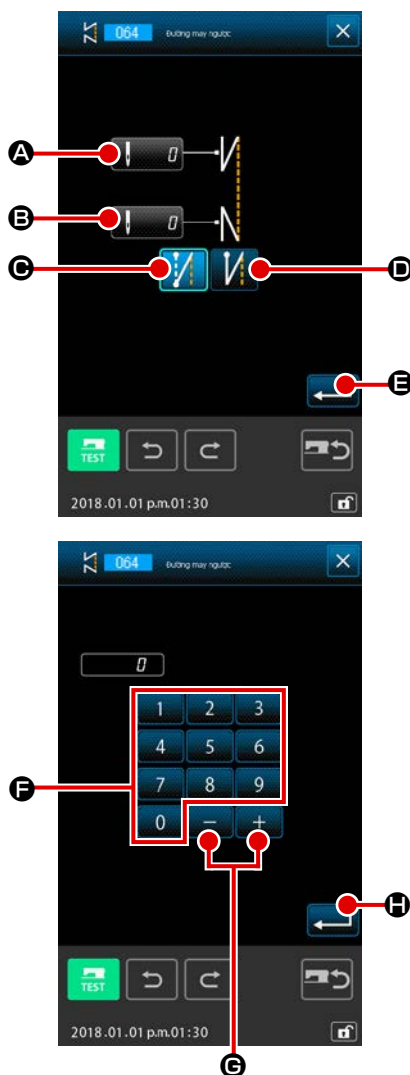 064 Đường may ngược
A 0
B 0
C D
E
TEST
2018.01.01 p.m.01:30
064 Đường may ngược
0
1 2 3
4 5 6
F 7 8 9
0 − +
H
G
TEST
2018.01.01 p.m.01:30